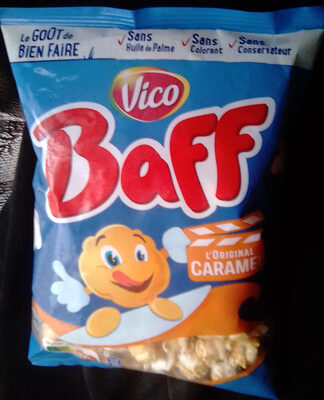 Le GOÛT de
BIEN FAIRE
Sans
Huile de Palme
Sans
Colorant
Sans
Conservateur
Vico
Baff
L'ORIGINAL
CARAME